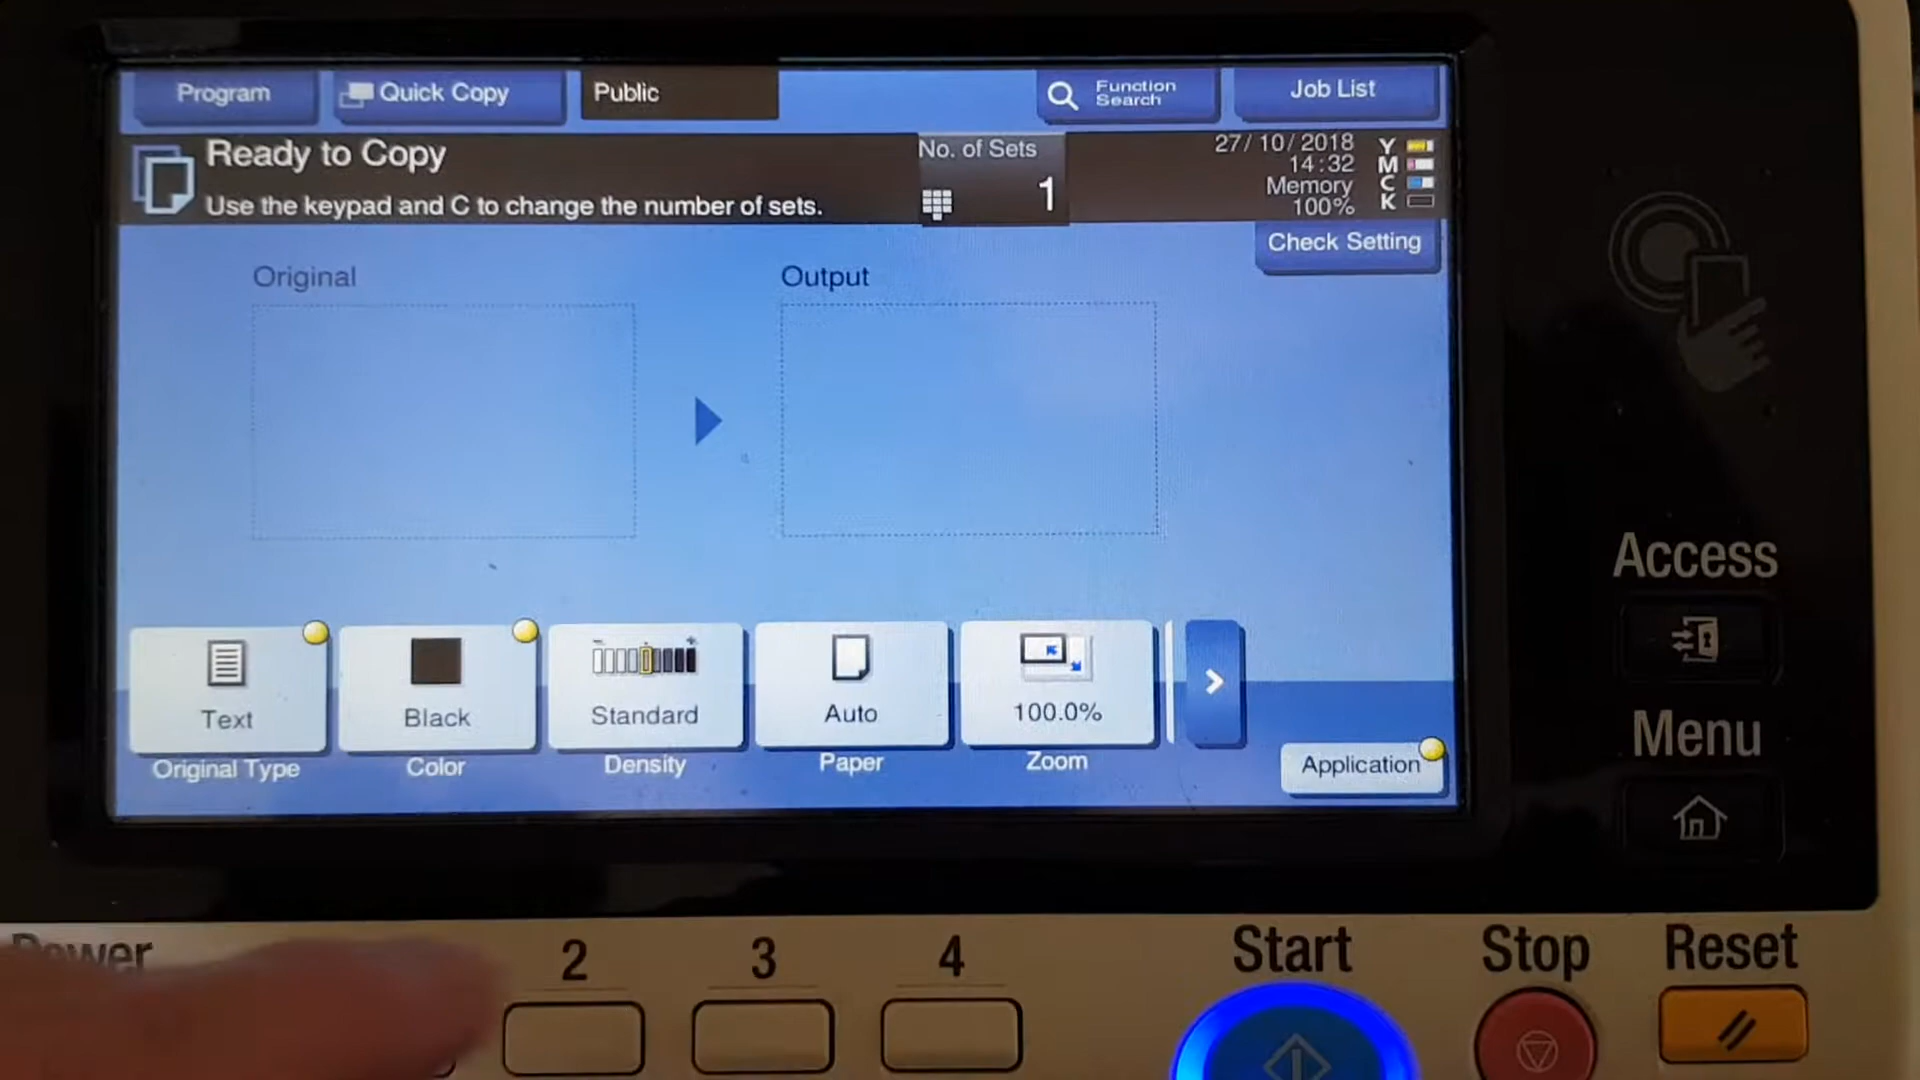 Program
Quick Copy
Public
Function
Search
Job List
Ready to Copy
Use the keypad and C to change the number of sets.
No. of Sets
1
27/10/2018
14:32
Memory
100%
Y
M
C
K
Check Setting
Original
Output
Text
Black
Standard
Auto
100.0%
Original Type
Color
Density
Paper
Zoom
Application
Access
Menu
Power
2
3
4
Start
Stop
Reset